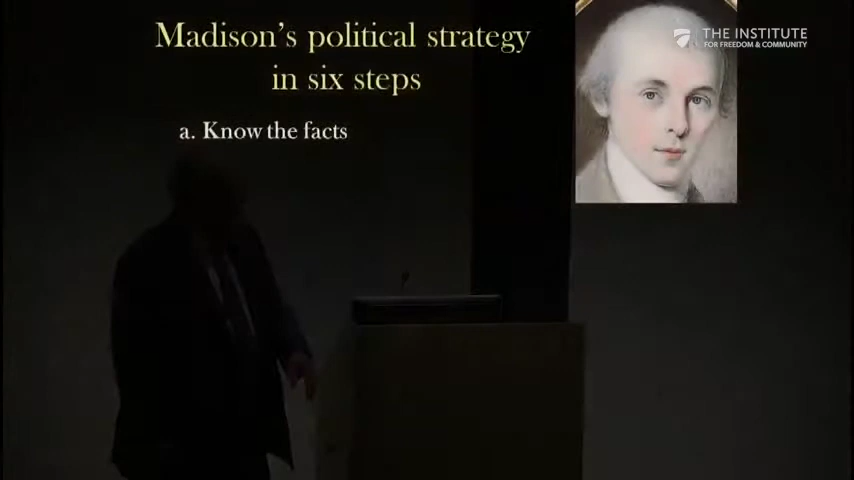 Madison's political strategy
in six steps
a. Know the facts
THE INSTITUTE
FOR FREEDOM & COMMUNITY